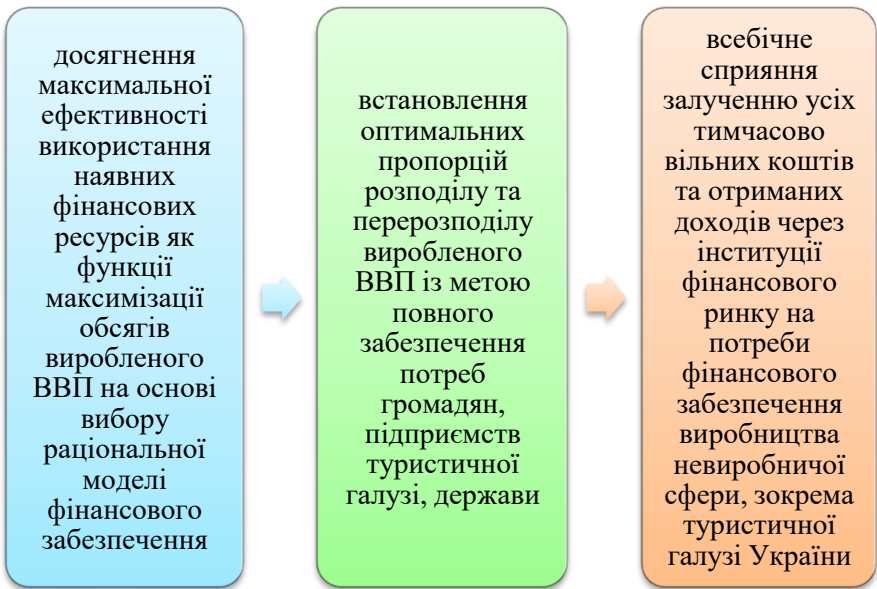 досягнення
максимальної
ефективності
використання
наявних
фінансових
ресурсів як
функції
максимізації
обсягів
виробленого
ВВП на основі
вибору
раціональної
моделі
фінансового
забезпечення
встановлення
оптимальних
пропорцій
розподілу та
перерозподілу
виробленого
ВВП із метою
повного
забезпечення
потреб
громадян,
підприємств
туристичної
галузі, держави
всебічне
сприяння
залученню усіх
тимчасово
вільних коштів
та отриманих
доходів через
інституції
фінансового
ринку на
потреби
фінансового
забезпечення
виробництва
невиробничої
сфери, зокрема
туристичної
галузі України